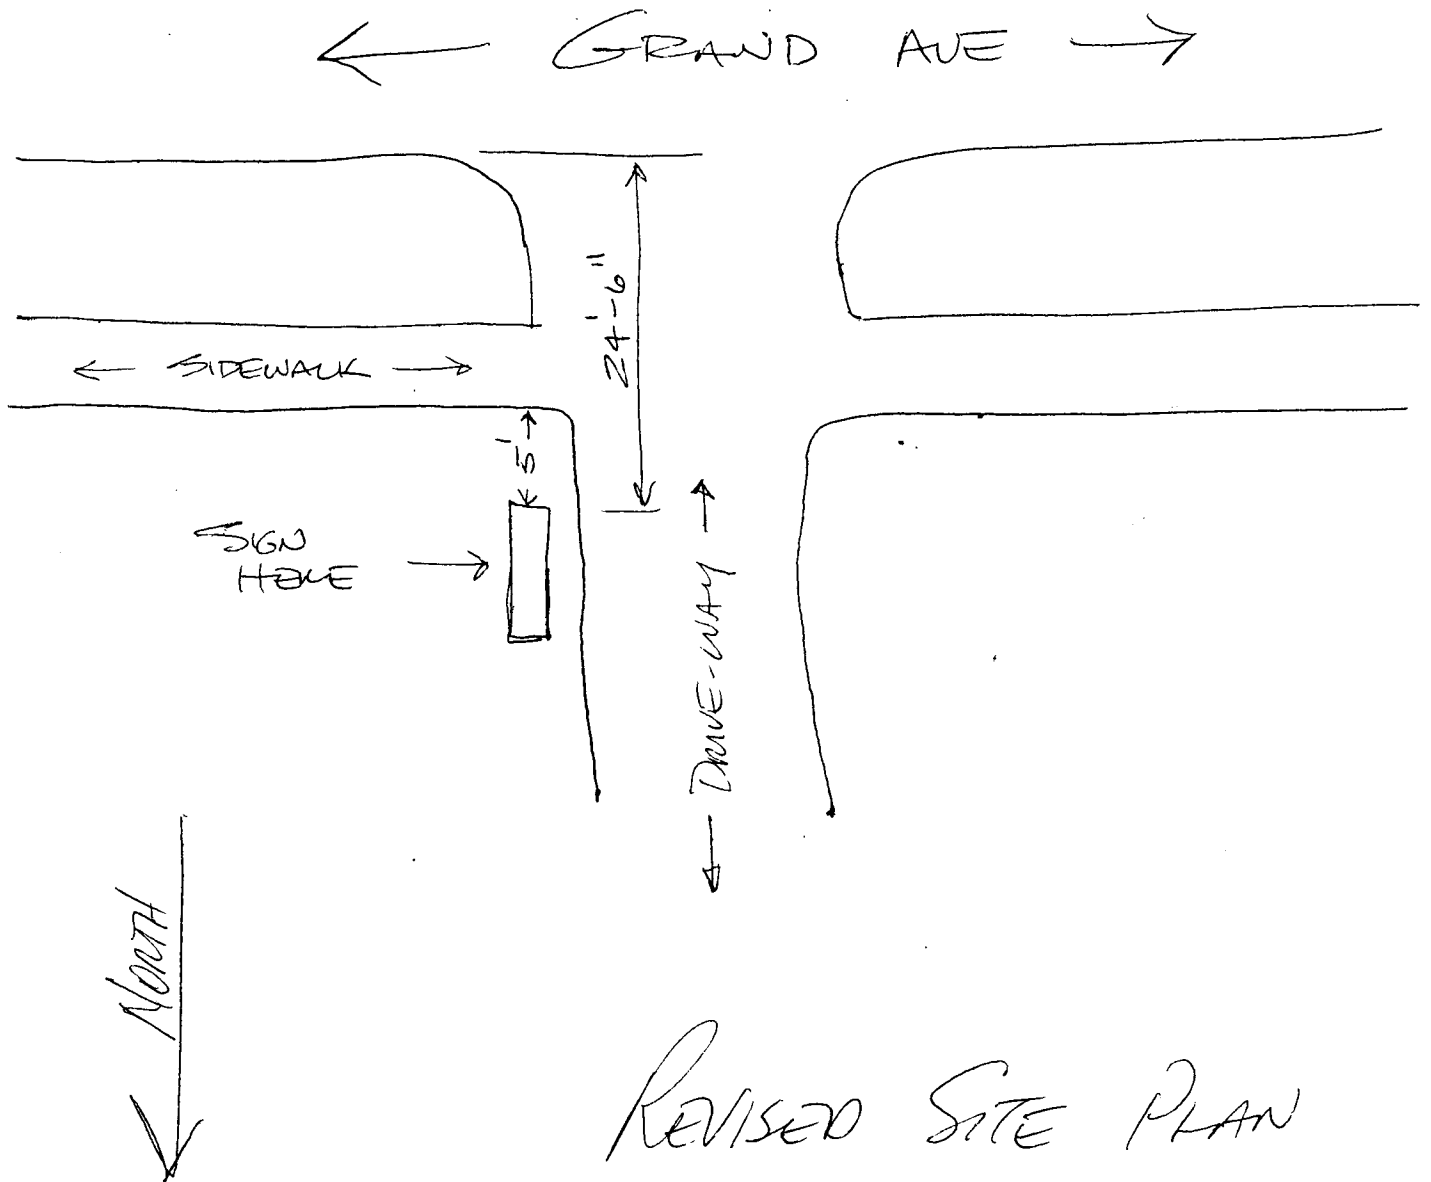 GRAND AVE
24'-6"
SIDEWALK
5'
SIGN
HERE
DRIVE-WAY
NORTH
REVISED SITE PLAN